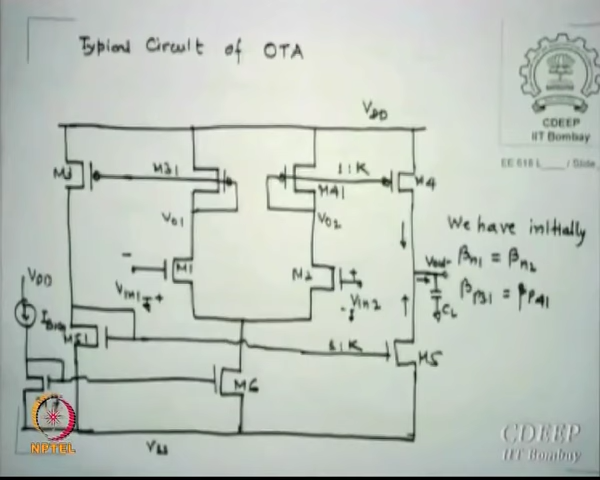 Typical Circuit of OTA
CDEEP
IIT Bombay
EE 618 L____ / Slide
VDD
M3
M31
1:K
M4
M41
Vo1
Vo2
We have initially
Vout
βn1 = βn2
βp31 = βp41
CL
M1
M2
- +
Vin1
+ -
Vin2
VDD
IBias
M51
1:K
M5
M6
VSS
NPTEL
CDEEP
IIT Bombay